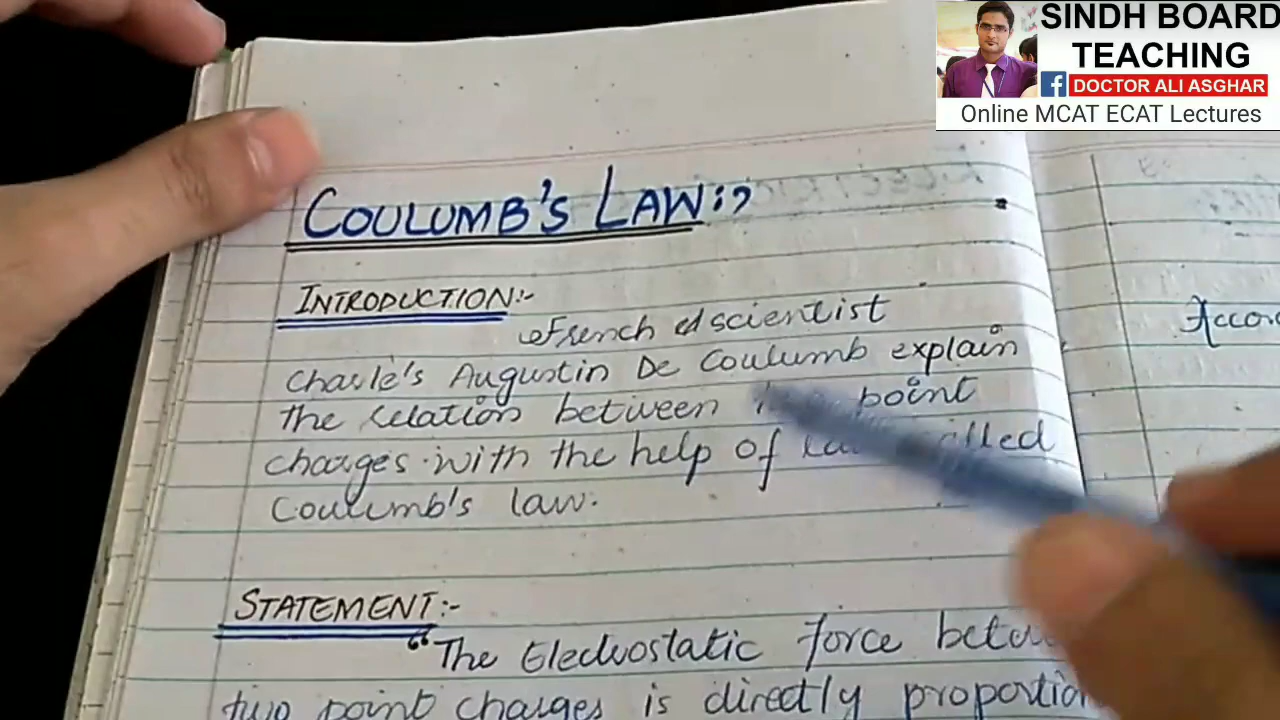 SINDH BOARD
TEACHING
DOCTOR ALI ASGHAR
Online MCAT ECAT Lectures
COULUMB'S LAW:,
INTRODUCTION:-
French scientist
Charle's Augustin De Coulumb explain
the relation between point
charges with the help of called
Coulumb's law.
STATEMENT:-
"The Electrostatic force
two point charges is directly